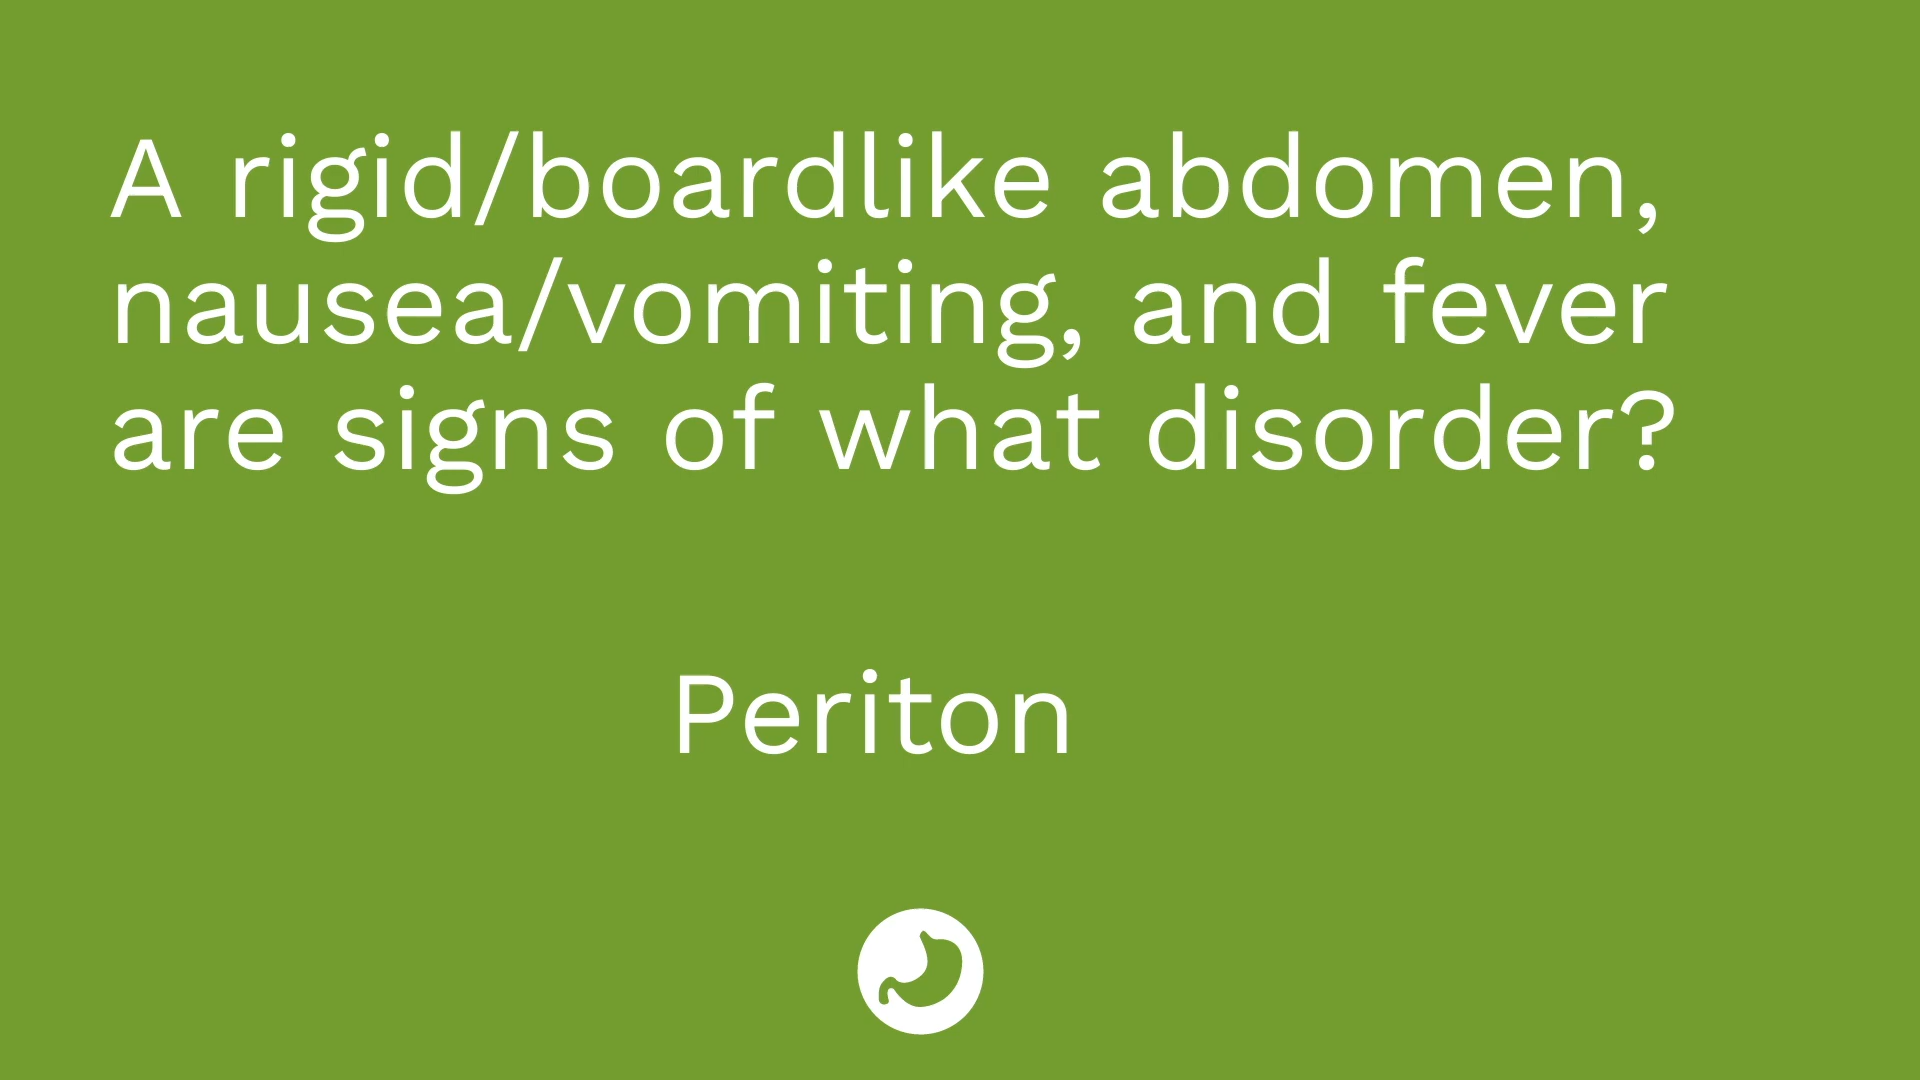 A rigid/boardlike abdomen,
nausea/vomiting, and fever
are signs of what disorder?
Periton